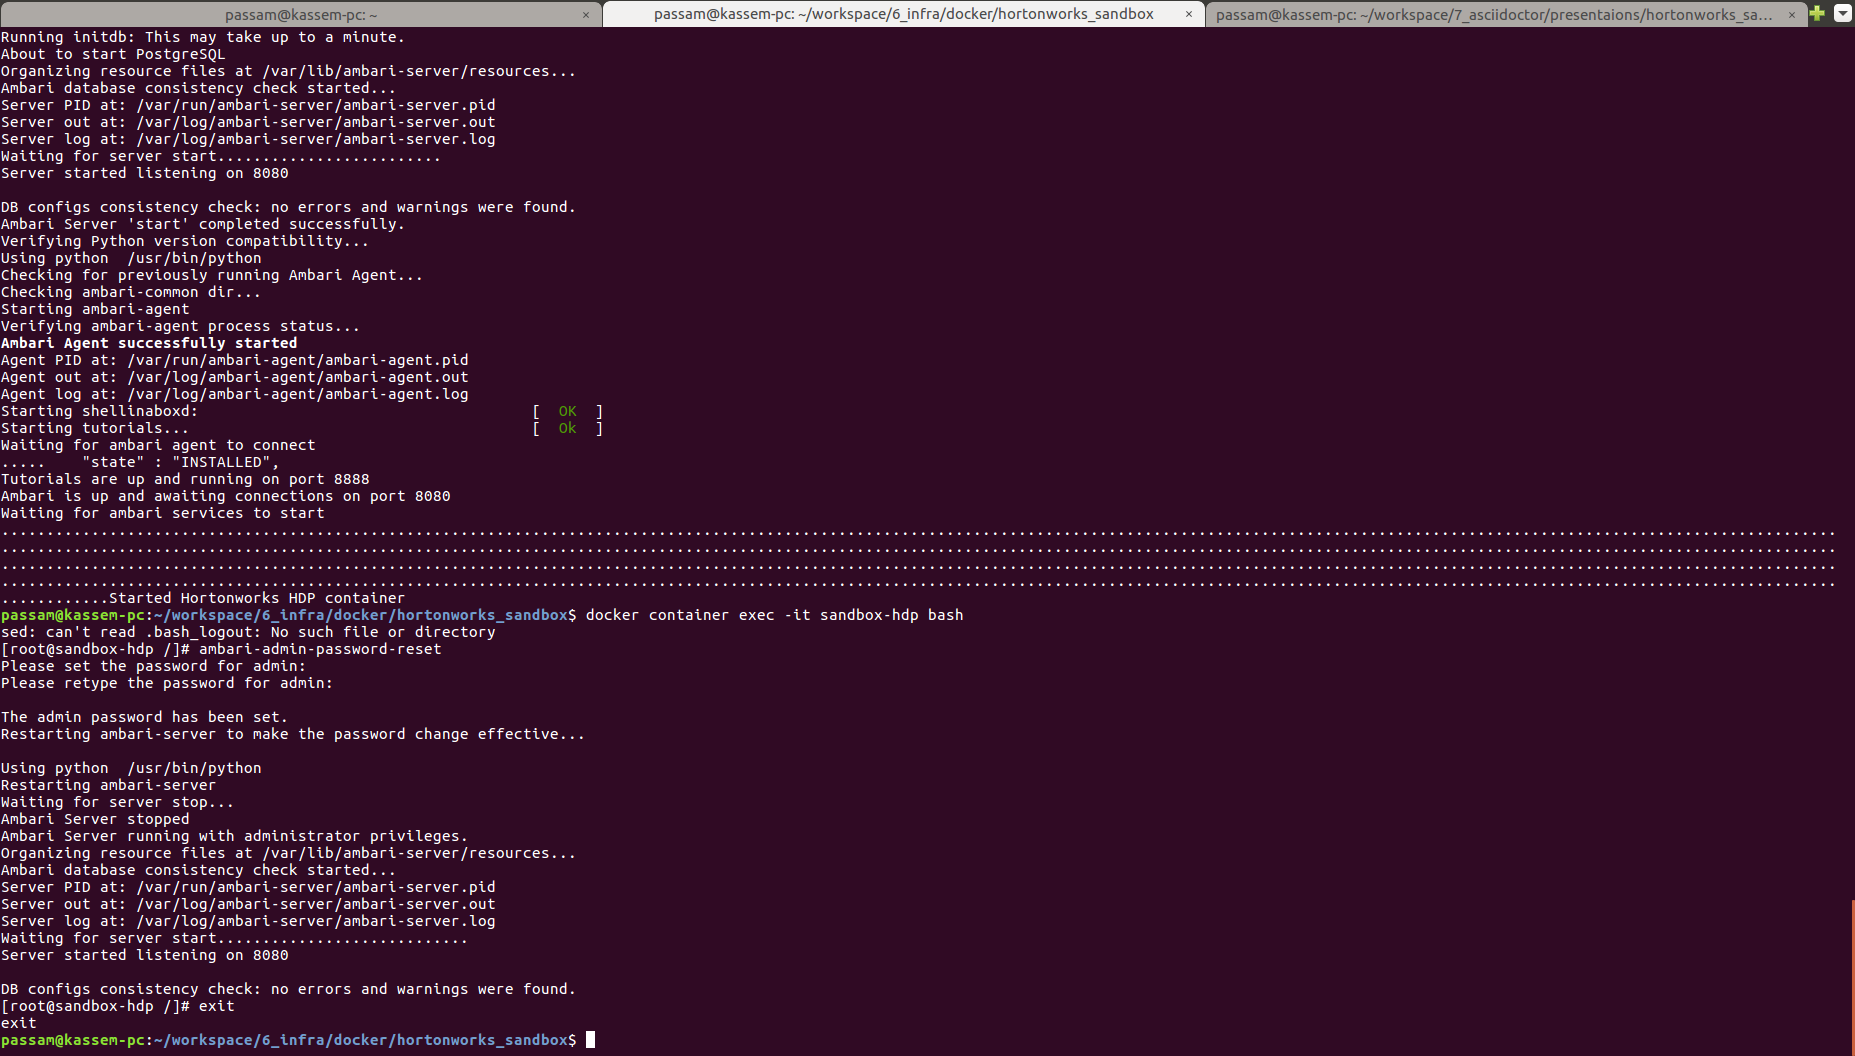 passam@kassem-pc: ~ ×
passam@kassem-pc: ~/workspace/6_infra/docker/hortonworks_sandbox ×
passam@kassem-pc: ~/workspace/7_asciidoctor/presentaions/hortonworks_sa... ×
Running initdb: This may take up to a minute.
About to start PostgreSQL
Organizing resource files at /var/lib/ambari-server/resources...
Ambari database consistency check started...
Server PID at: /var/run/ambari-server/ambari-server.pid
Server out at: /var/log/ambari-server/ambari-server.out
Server log at: /var/log/ambari-server/ambari-server.log
Waiting for server start.........................
Server started listening on 8080
DB configs consistency check: no errors and warnings were found.
Ambari Server 'start' completed successfully.
Verifying Python version compatibility...
Using python  /usr/bin/python
Checking for previously running Ambari Agent...
Checking ambari-common dir...
Starting ambari-agent
Verifying ambari-agent process status...
Ambari Agent successfully started
Agent PID at: /var/run/ambari-agent/ambari-agent.pid
Agent out at: /var/log/ambari-agent/ambari-agent.out
Agent log at: /var/log/ambari-agent/ambari-agent.log
Starting shellinaboxd: [  OK  ]
Starting tutorials... [  Ok  ]
Waiting for ambari agent to connect
.....    "state" : "INSTALLED",
Tutorials are up and running on port 8888
Ambari is up and awaiting connections on port 8080
Waiting for ambari services to start
............Started Hortonworks HDP container
passam@kassem-pc:~/workspace/6_infra/docker/hortonworks_sandbox$ docker container exec -it sandbox-hdp bash
sed: can't read .bash_logout: No such file or directory
[root@sandbox-hdp /]# ambari-admin-password-reset
Please set the password for admin:
Please retype the password for admin:
The admin password has been set.
Restarting ambari-server to make the password change effective...
Using python  /usr/bin/python
Restarting ambari-server
Waiting for server stop...
Ambari Server stopped
Ambari Server running with administrator privileges.
Organizing resource files at /var/lib/ambari-server/resources...
Ambari database consistency check started...
Server PID at: /var/run/ambari-server/ambari-server.pid
Server out at: /var/log/ambari-server/ambari-server.out
Server log at: /var/log/ambari-server/ambari-server.log
Waiting for server start............................
Server started listening on 8080
DB configs consistency check: no errors and warnings were found.
[root@sandbox-hdp /]# exit
exit
passam@kassem-pc:~/workspace/6_infra/docker/hortonworks_sandbox$